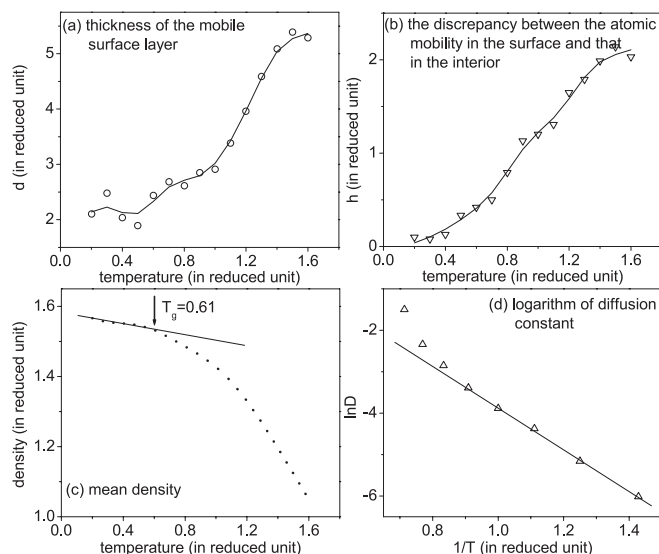 (a) thickness of the mobile
surface layer
d (in reduced unit)
6
5
4
3
2
0.0 0.4 0.8 1.2 1.6
temperature (in reduced unit)
(b) the discrepancy between the atomic
mobility in the surface and that
in the interior
h (in reduced unit)
2
1
0
0.0 0.4 0.8 1.2 1.6
temperature (in reduced unit)
Tg=0.61
(c) mean density
density (in reduced unit)
1.6
1.4
1.2
1.0
0.0 0.4 0.8 1.2 1.6
temperature (in reduced unit)
(d) logarithm of diffusion
constant
lnD
-2
-4
-6
0.8 1.0 1.2 1.4
1/T (in reduced unit)